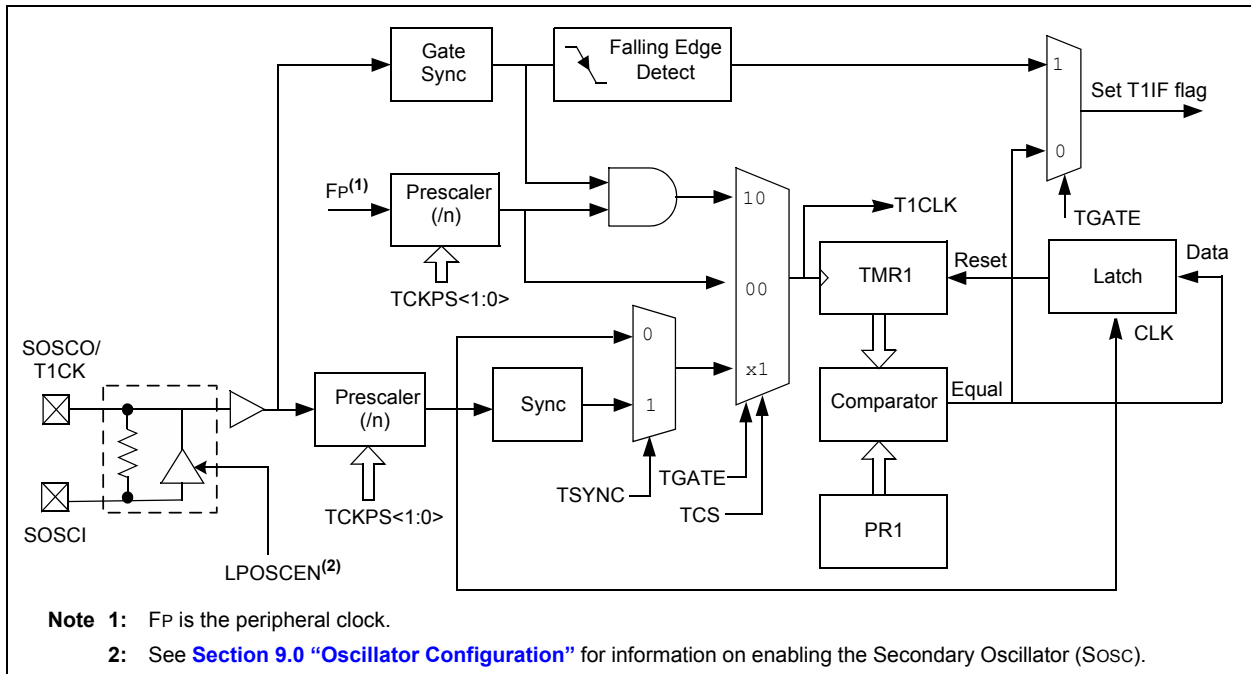 Gate
Sync
Falling Edge
Detect
1
Set T1IF flag
0
FP(1)
Prescaler
(/n)
10
T1CLK
TGATE
TCKPS<1:0>
00
TMR1
Reset
Latch
Data
SOSCO/
T1CK
0
CLK
x1
Prescaler
(/n)
Sync
1
Comparator
Equal
TGATE
TSYNC
TCS
TCKPS<1:0>
SOSCI
PR1
LPOSCEN(2)
Note 1: FP is the peripheral clock.
2: See Section 9.0 “Oscillator Configuration” for information on enabling the Secondary Oscillator (SOSC).